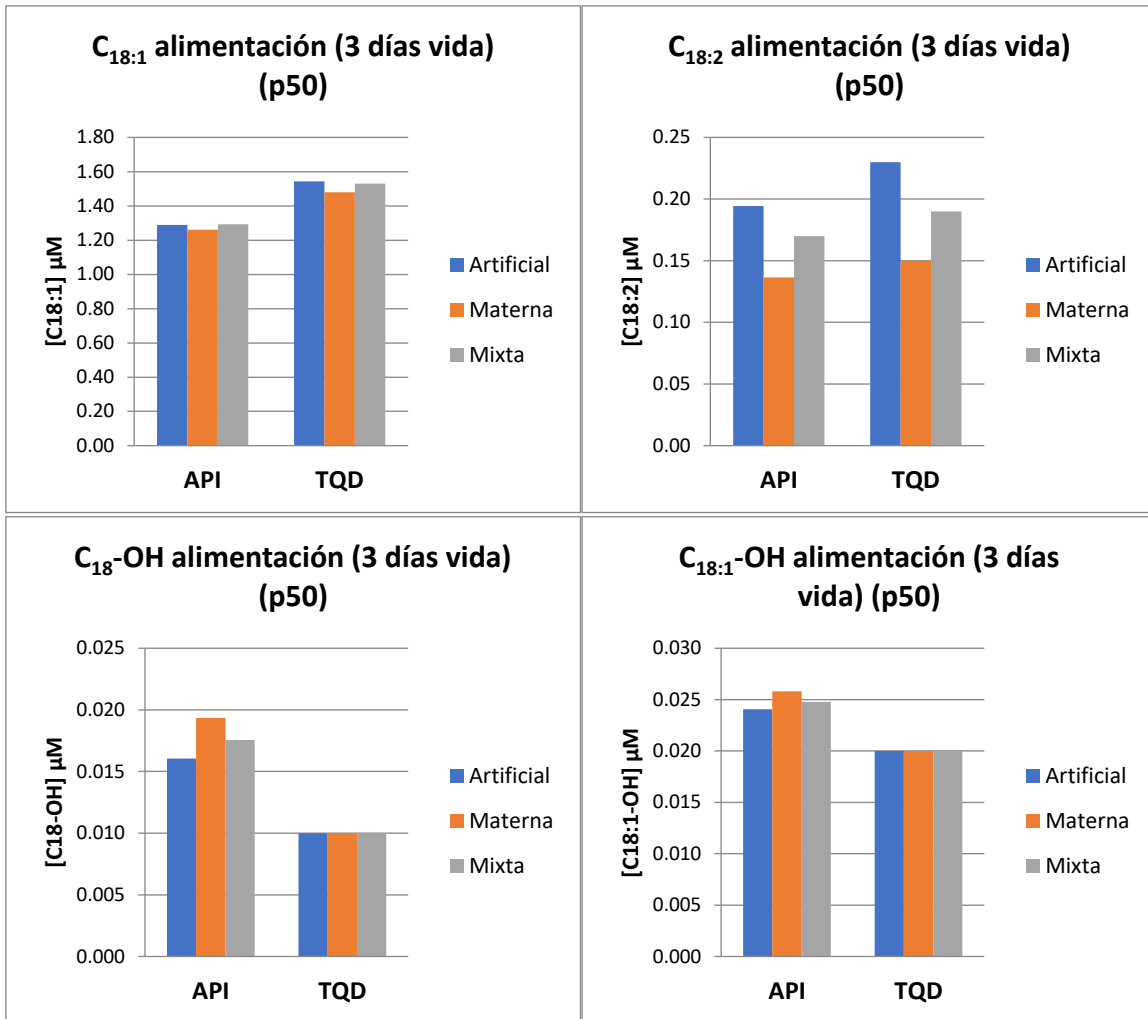 C18:1 alimentación (3 días vida)
(p50)
1.80
1.60
1.40
1.20
1.00
0.80
0.60
0.40
0.20
0.00
[C18:1] µM
API TQD
Artificial
Materna
Mixta
C18:2 alimentación (3 días vida)
(p50)
0.25
0.20
0.15
0.10
0.05
0.00
[C18:2] µM
API TQD
Artificial
Materna
Mixta
C18-OH alimentación (3 días vida)
(p50)
0.025
0.020
0.015
0.010
0.005
0.000
[C18-OH] µM
API TQD
Artificial
Materna
Mixta
C18:1-OH alimentación (3 días
vida) (p50)
0.030
0.025
0.020
0.015
0.010
0.005
0.000
[C18:1-OH] µM
API TQD
Artificial
Materna
Mixta